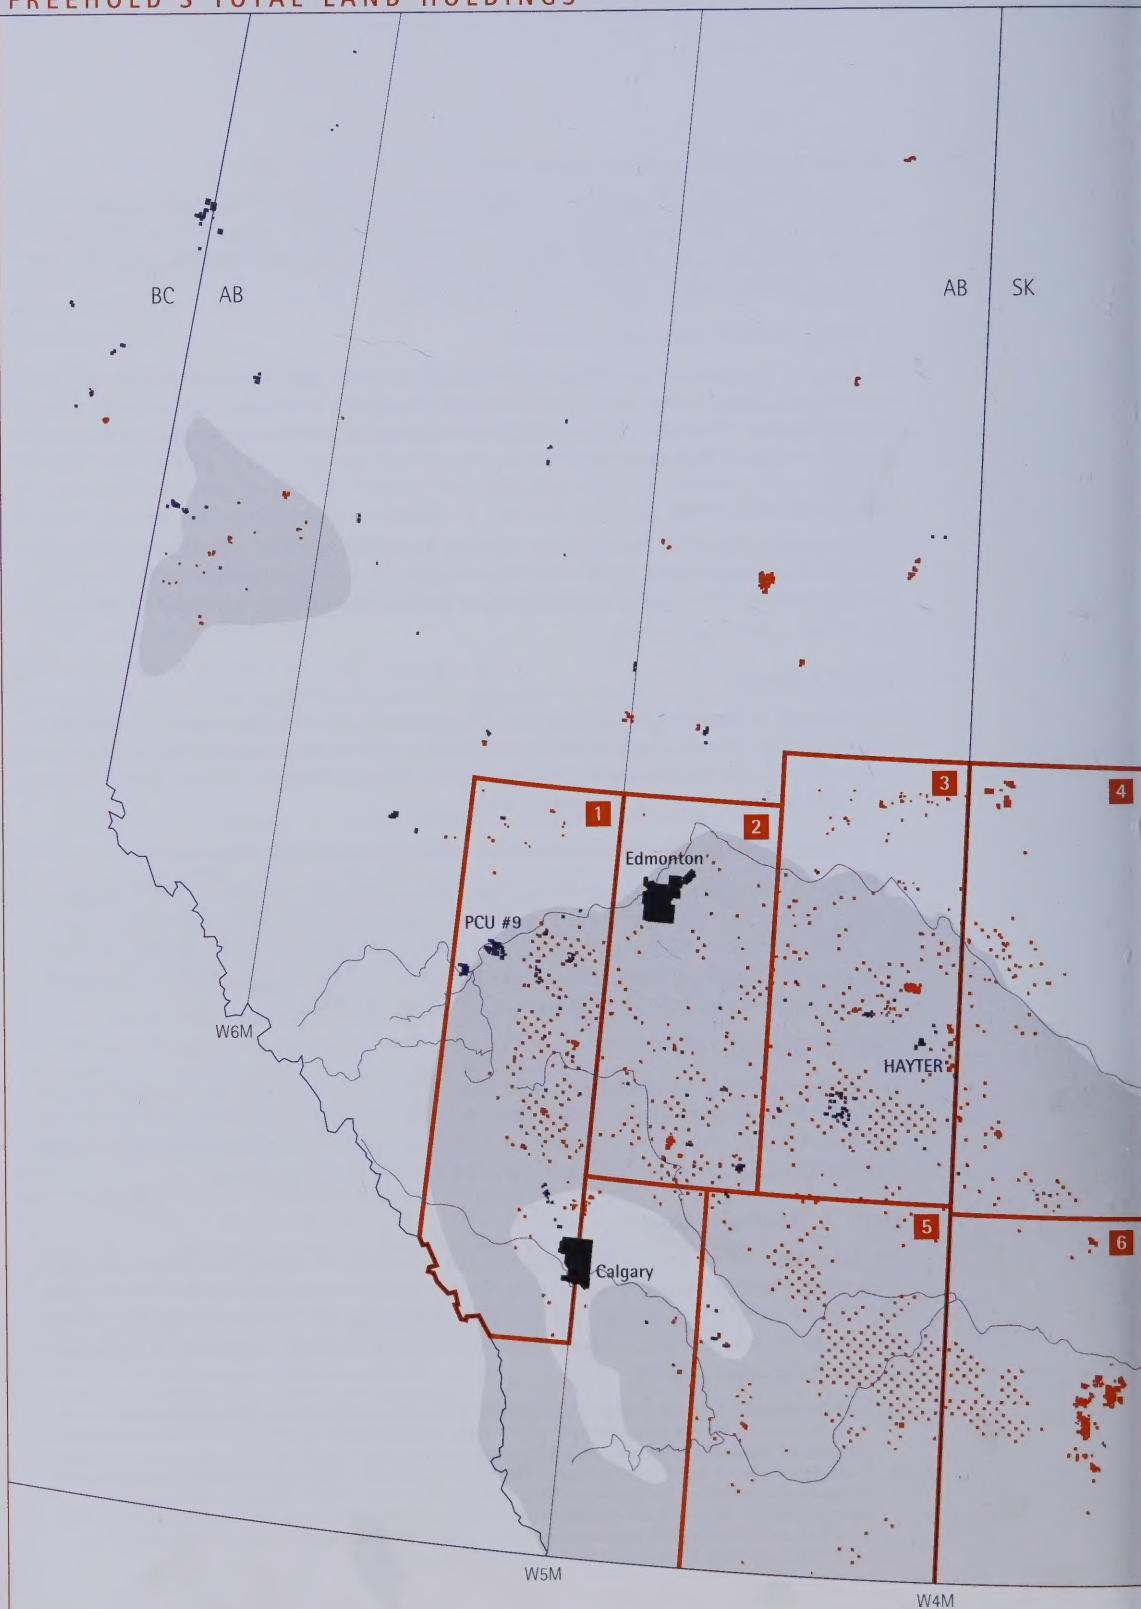 FREEHOLD'S TOTAL LAND HOLDINGS
BC
AB
AB
SK
1
2
3
4
Edmonton
PCU #9
W6M
HAYTER
5
6
Calgary
W5M
W4M